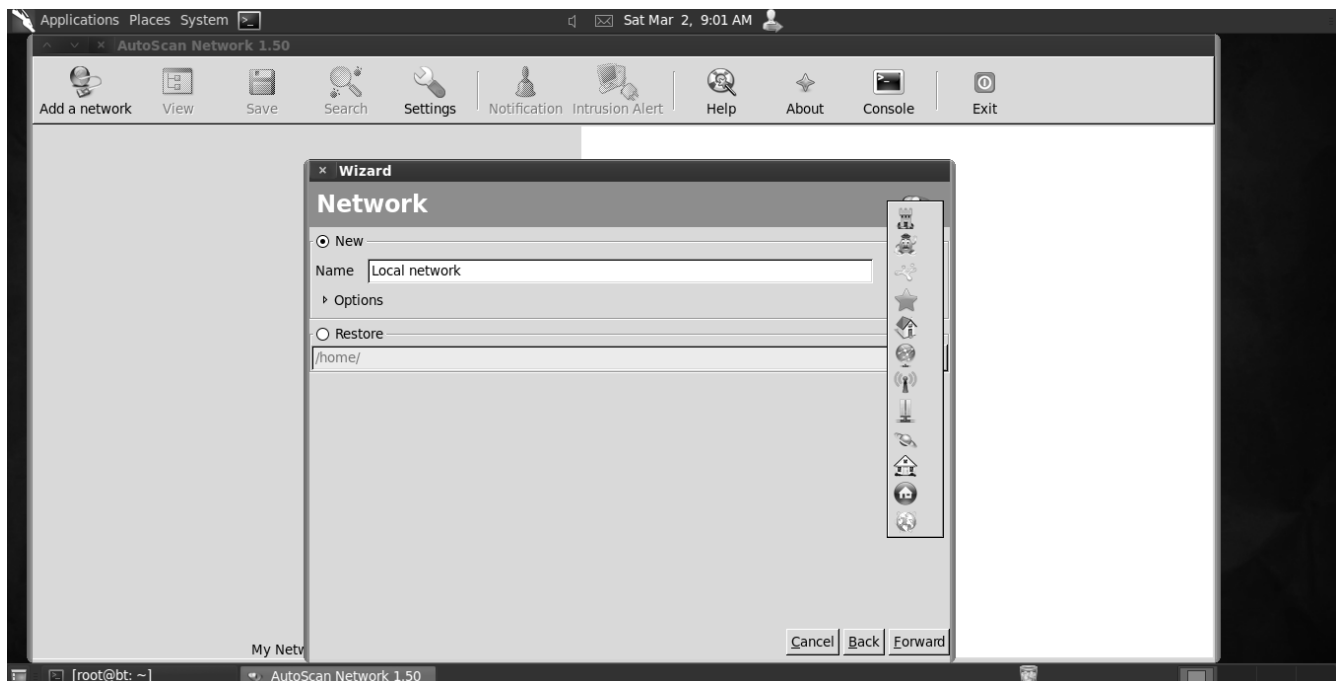 Applications Places System Sat Mar 2, 9:01 AM
AutoScan Network 1.50
Add a network View Save Search Settings Notification Intrusion Alert Help About Console Exit
Wizard
Network
New
Name Local network
Options
Restore
/home/
Cancel Back Forward
My Netw
[root@bt: ~] AutoScan Network 1.50